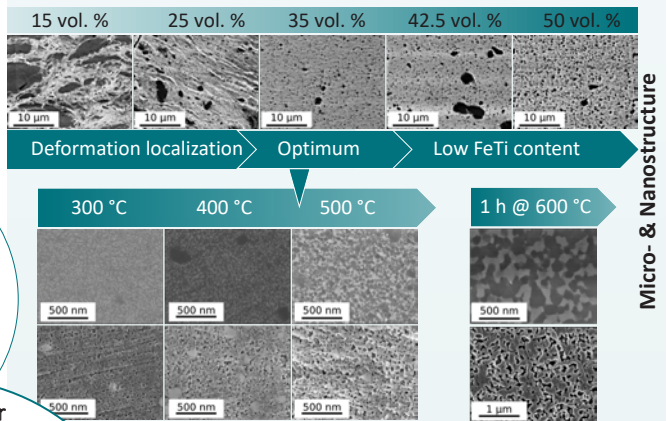 15 vol. % 25 vol. % 35 vol. % 42.5 vol. % 50 vol. %
10 µm 10 µm 10 µm 10 µm 10 µm
Deformation localization Optimum Low FeTi content
300 °C 400 °C 500 °C 1 h @ 600 °C
500 nm 500 nm 500 nm 500 nm
500 nm 500 nm 500 nm 1 µm
Micro- & Nanostructure
r